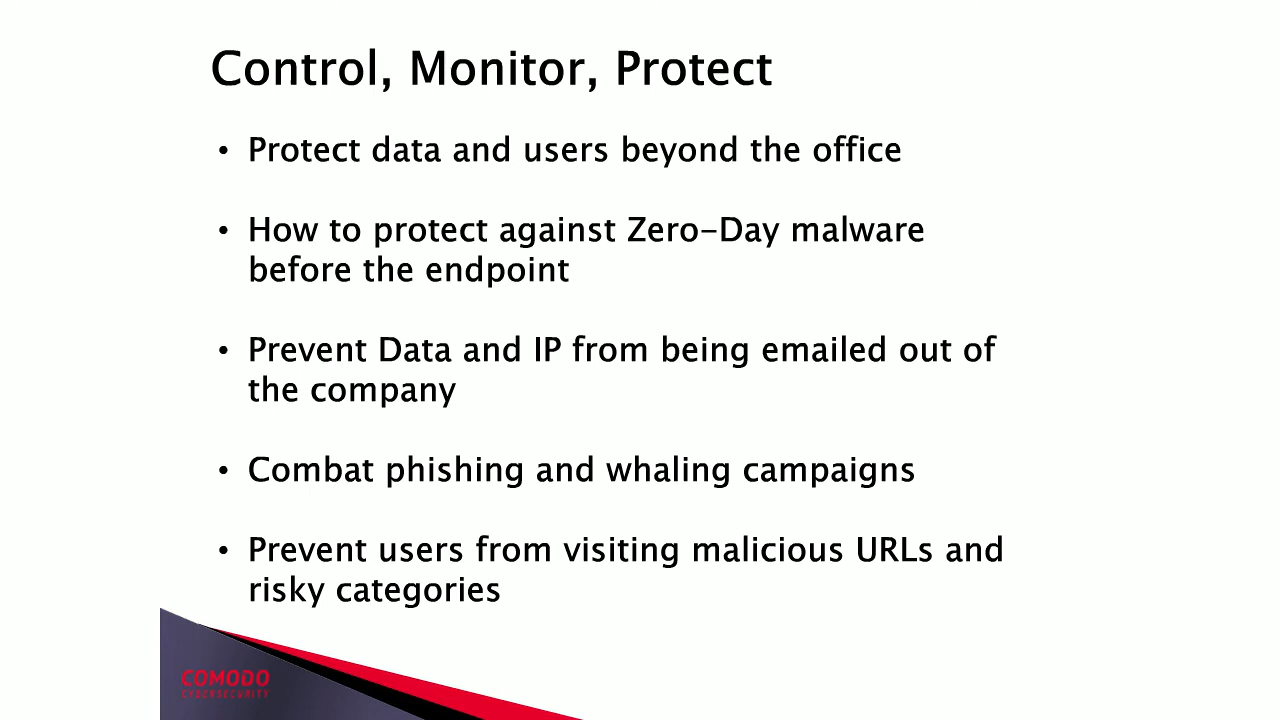 Control, Monitor, Protect
• Protect data and users beyond the office
• How to protect against Zero-Day malware
before the endpoint
• Prevent Data and IP from being emailed out of
the company
• Combat phishing and whaling campaigns
• Prevent users from visiting malicious URLs and
risky categories
COMODO
CYBERSECURITY